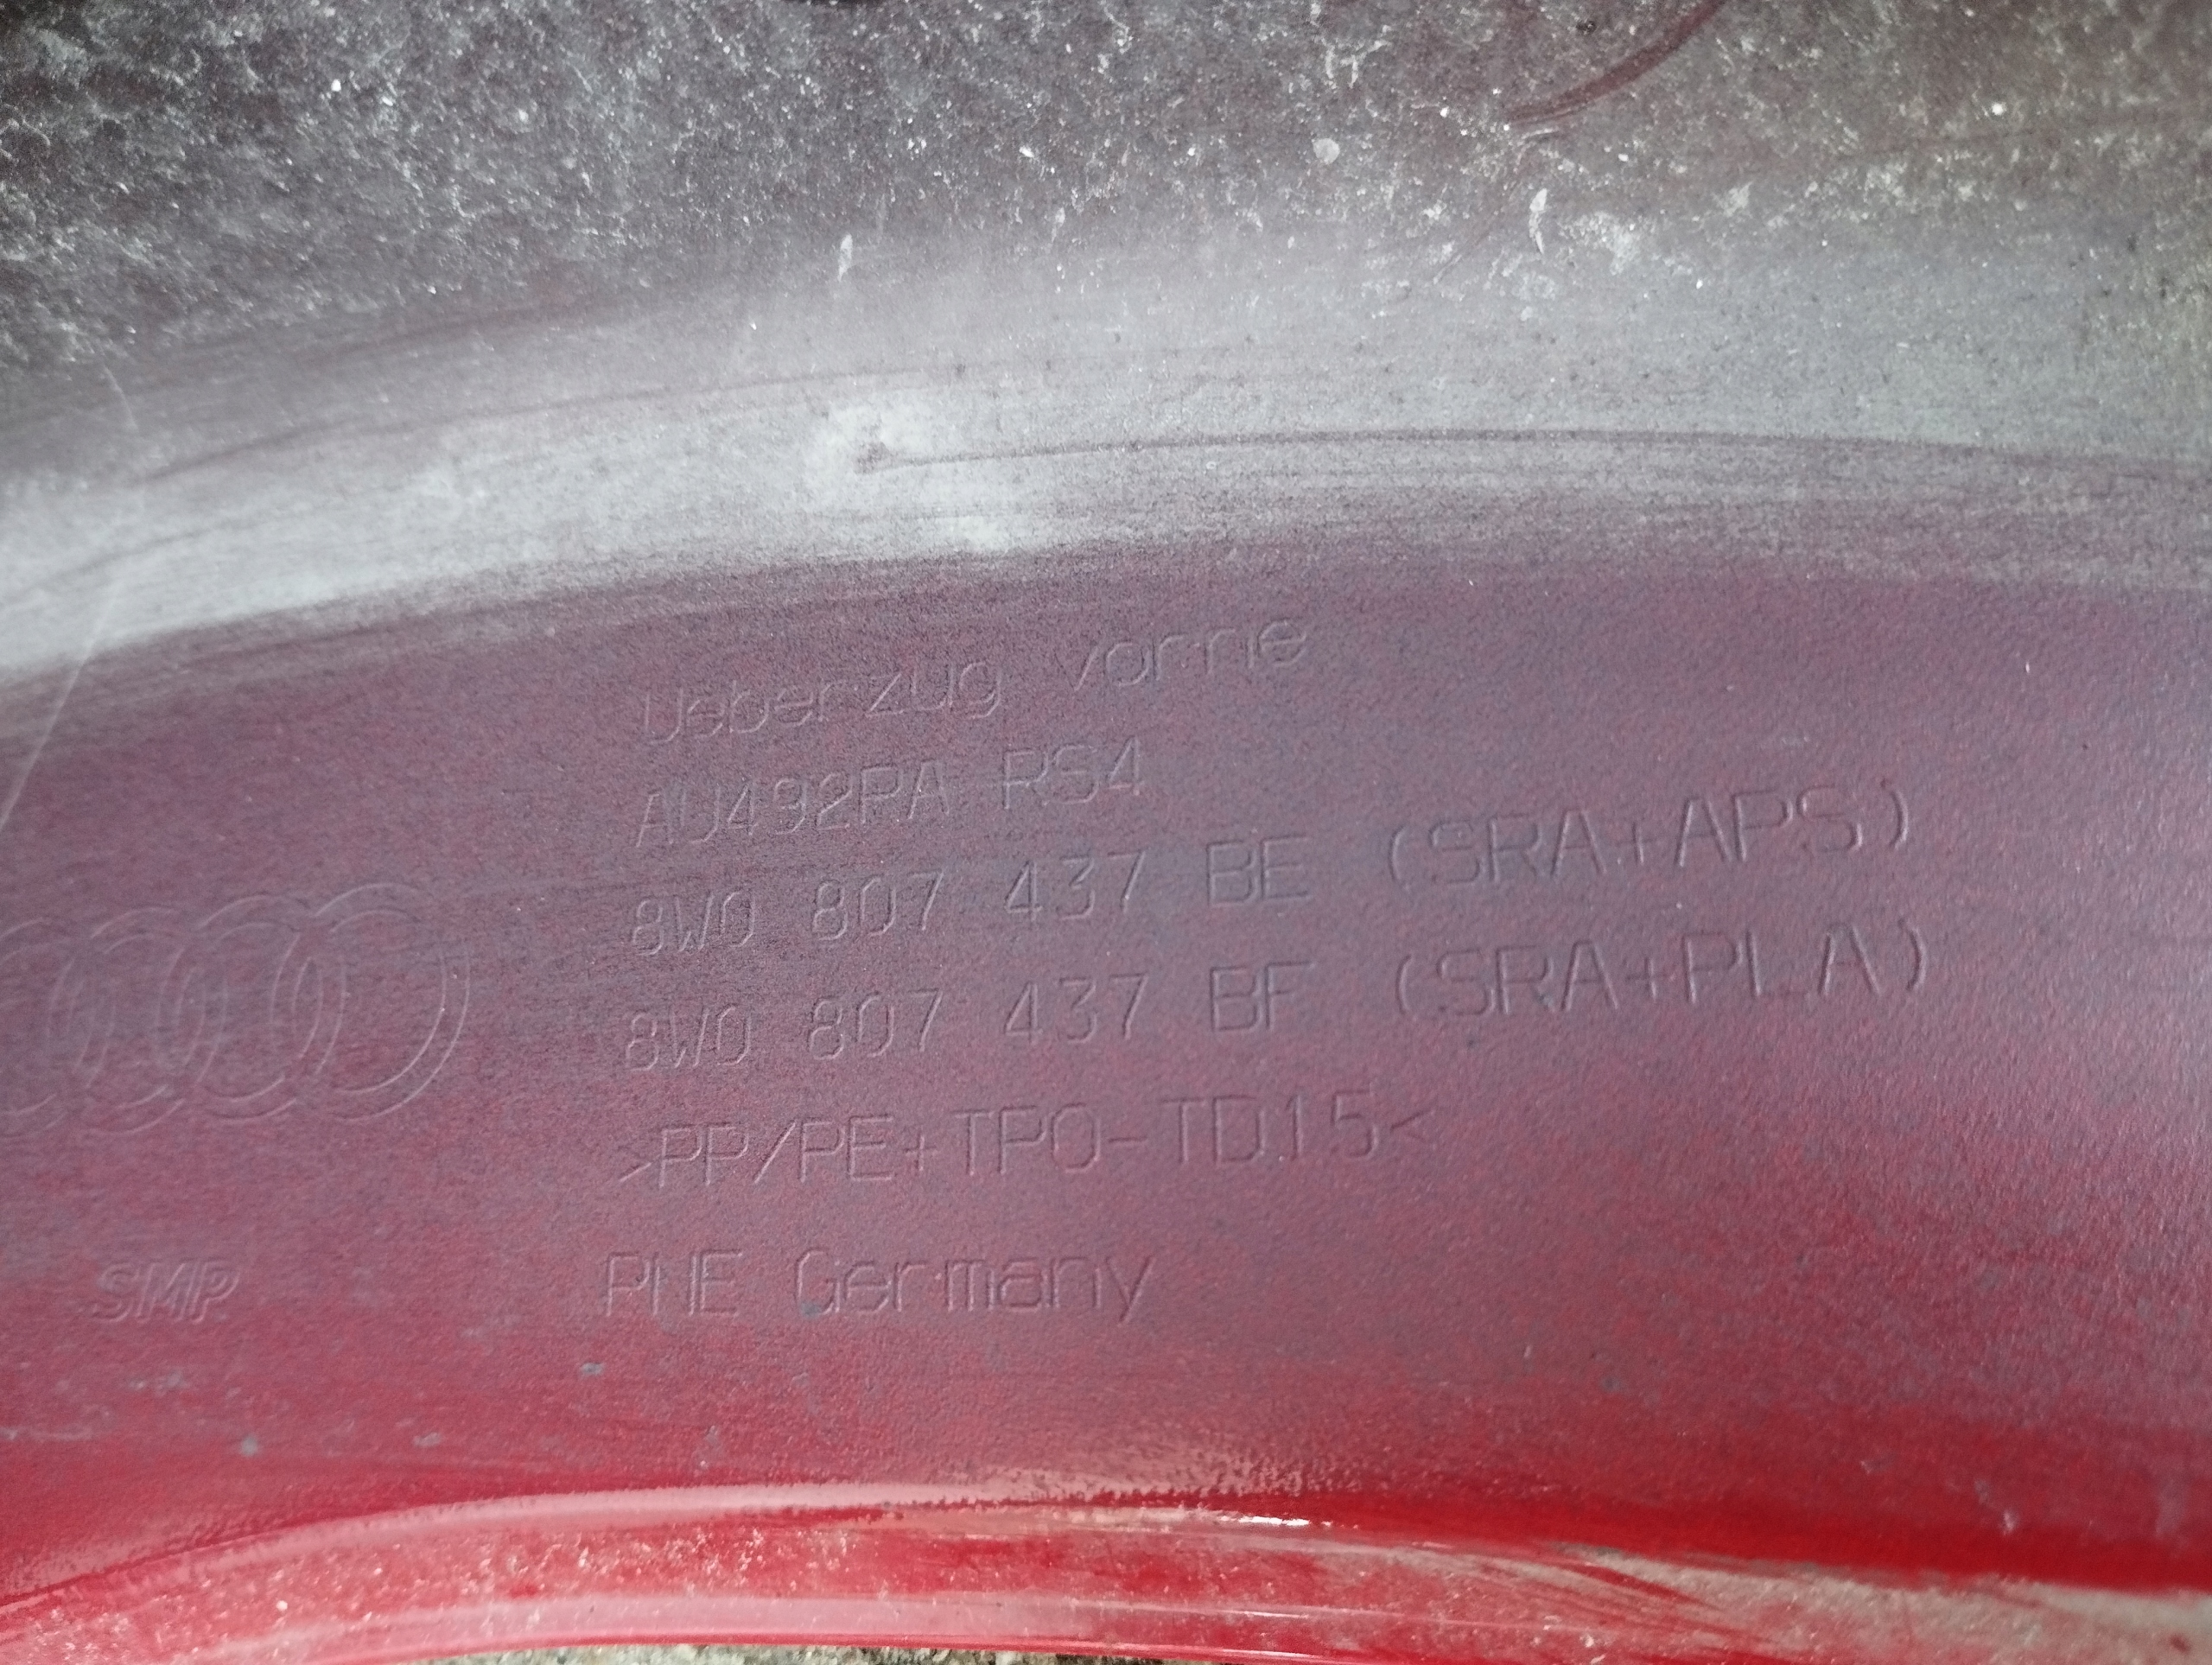 Ueberzug vorne
AU492PA RS4
8W0 807 437 BE (SRA+APS)
8W0 807 437 BF (SRA+PLA)
>PP/PE+TPO-TD15<
PHE Germany
SMP